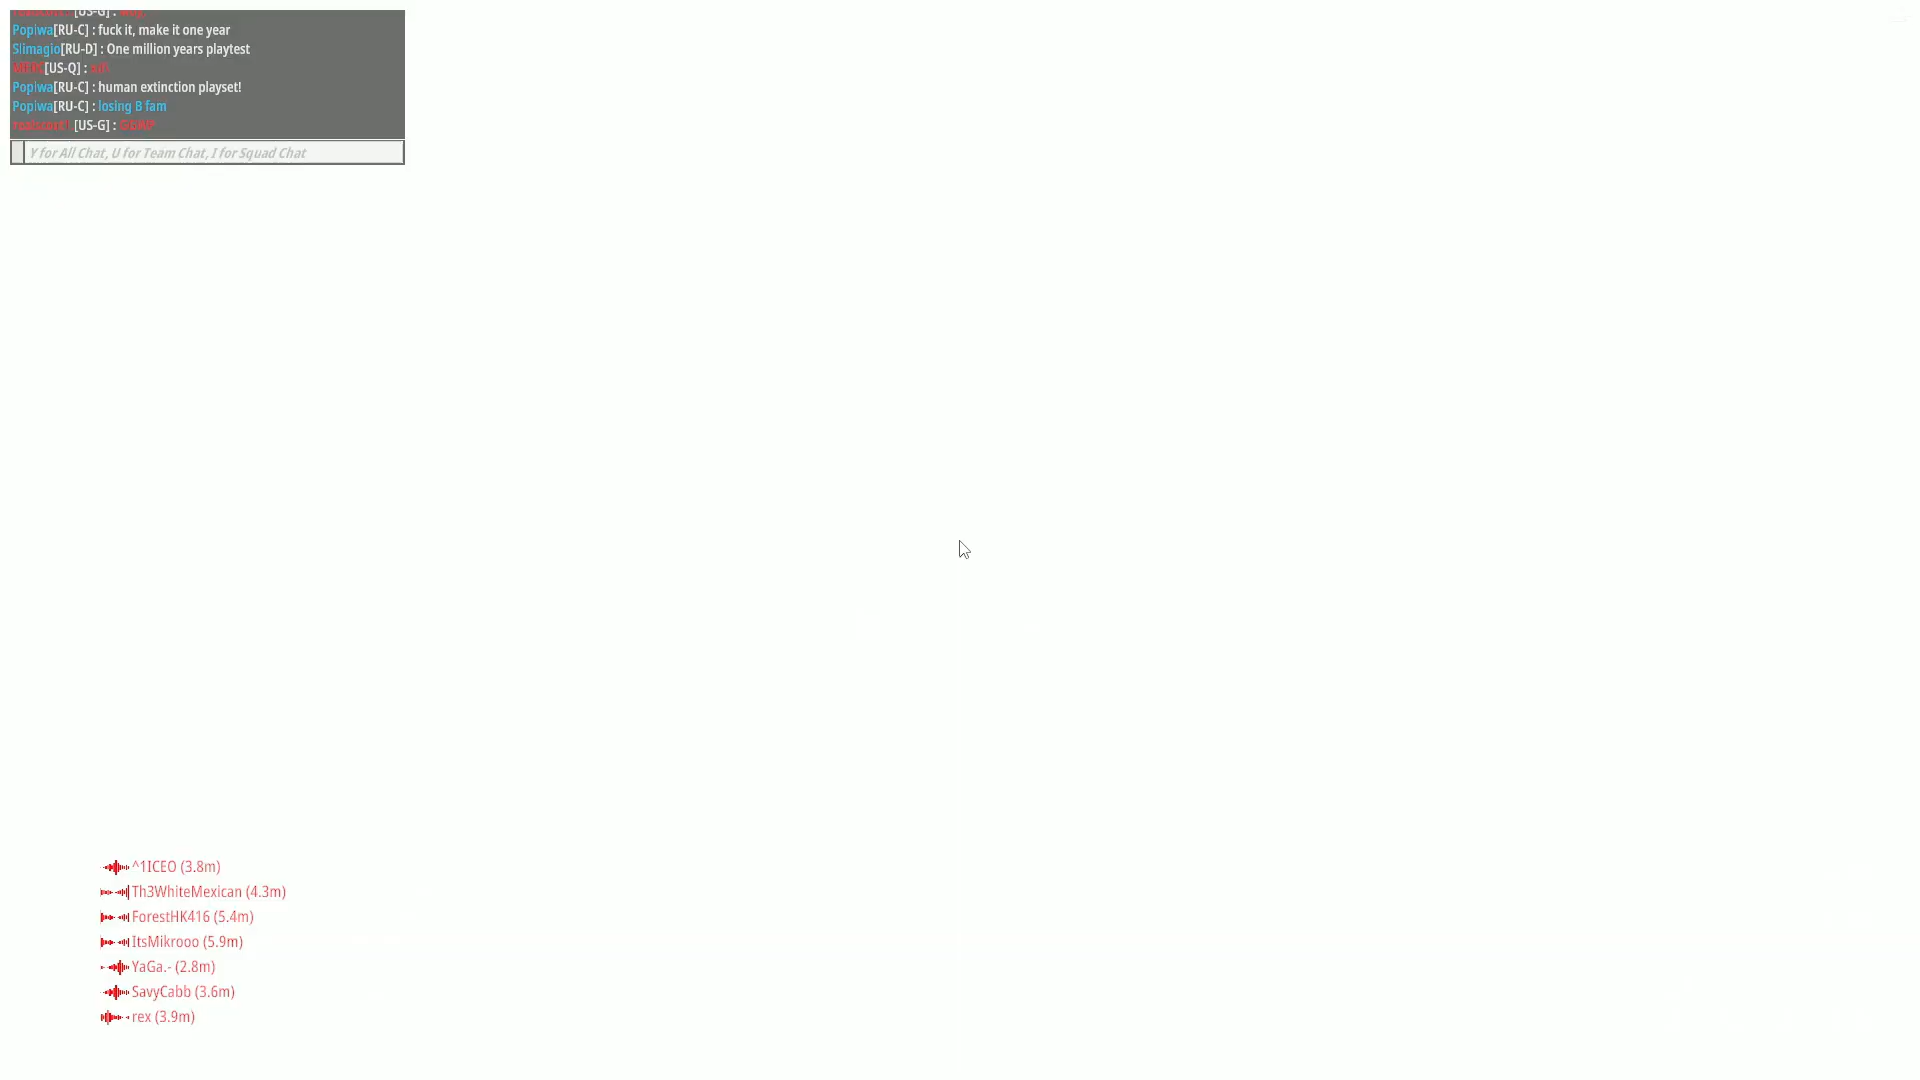 [US-G] :
Popiwa[RU-C] : fuck it, make it one year
Slimagio[RU-D] : One million years playtest
[US-Q] :
Popiwa[RU-C] : human extinction playset!
Popiwa[RU-C] : losing B fam
[US-G] :
Y for All Chat, U for Team Chat, I for Squad Chat
^1ICEO (3.8m)
Th3WhiteMexican (4.3m)
ForestHK416 (5.4m)
ItsMikrooo (5.9m)
YaGa.- (2.8m)
SavyCabb (3.6m)
rex (3.9m)